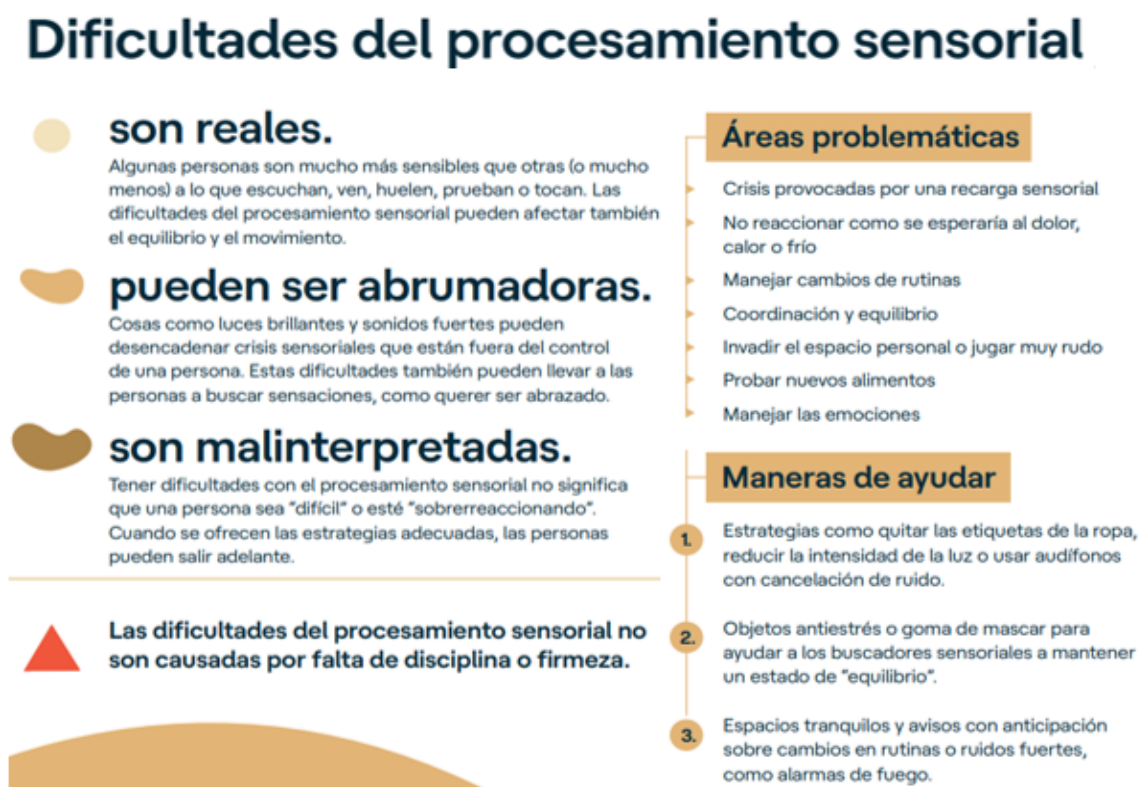 Dificultades del procesamiento sensorial
son reales.
Algunas personas son mucho más sensibles que otras (o mucho
menos) a lo que escuchan, ven, huelen, prueban o tocan. Las
dificultades del procesamiento sensorial pueden afectar también
el equilibrio y el movimiento.
pueden ser abrumadoras.
Cosas como luces brillantes y sonidos fuertes pueden
desencadenar crisis sensoriales que están fuera del control
de una persona. Estas dificultades también pueden llevar a las
personas a buscar sensaciones, como querer ser abrazado.
son malinterpretadas.
Tener dificultades con el procesamiento sensorial no significa
que una persona sea "difícil" o esté "sobrerreaccionando".
Cuando se ofrecen las estrategias adecuadas, las personas
pueden salir adelante.
Las dificultades del procesamiento sensorial no
son causadas por falta de disciplina o firmeza.
Áreas problemáticas
Crisis provocadas por una recarga sensorial
No reaccionar como se esperaría al dolor,
calor o frío
Manejar cambios de rutinas
Coordinación y equilibrio
Invadir el espacio personal o jugar muy rudo
Probar nuevos alimentos
Manejar las emociones
Maneras de ayudar
1. Estrategias como quitar las etiquetas de la ropa,
reducir la intensidad de la luz o usar audífonos
con cancelación de ruido.
2. Objetos antiestrés o goma de mascar para
ayudar a los buscadores sensoriales a mantener
un estado de "equilibrio".
3. Espacios tranquilos y avisos con anticipación
sobre cambios en rutinas o ruidos fuertes,
como alarmas de fuego.